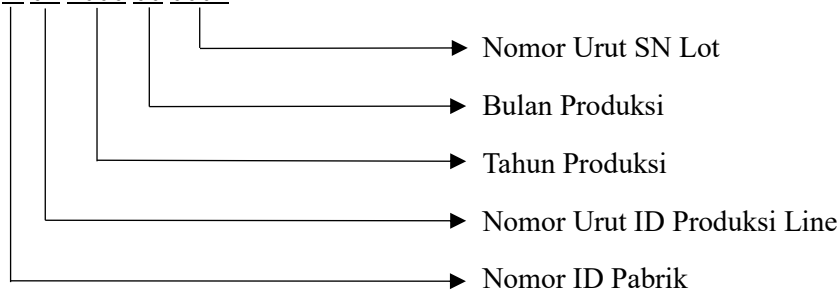 Nomor Urut SN Lot
Bulan Produksi
Tahun Produksi
Nomor Urut ID Produksi Line
Nomor ID Pabrik